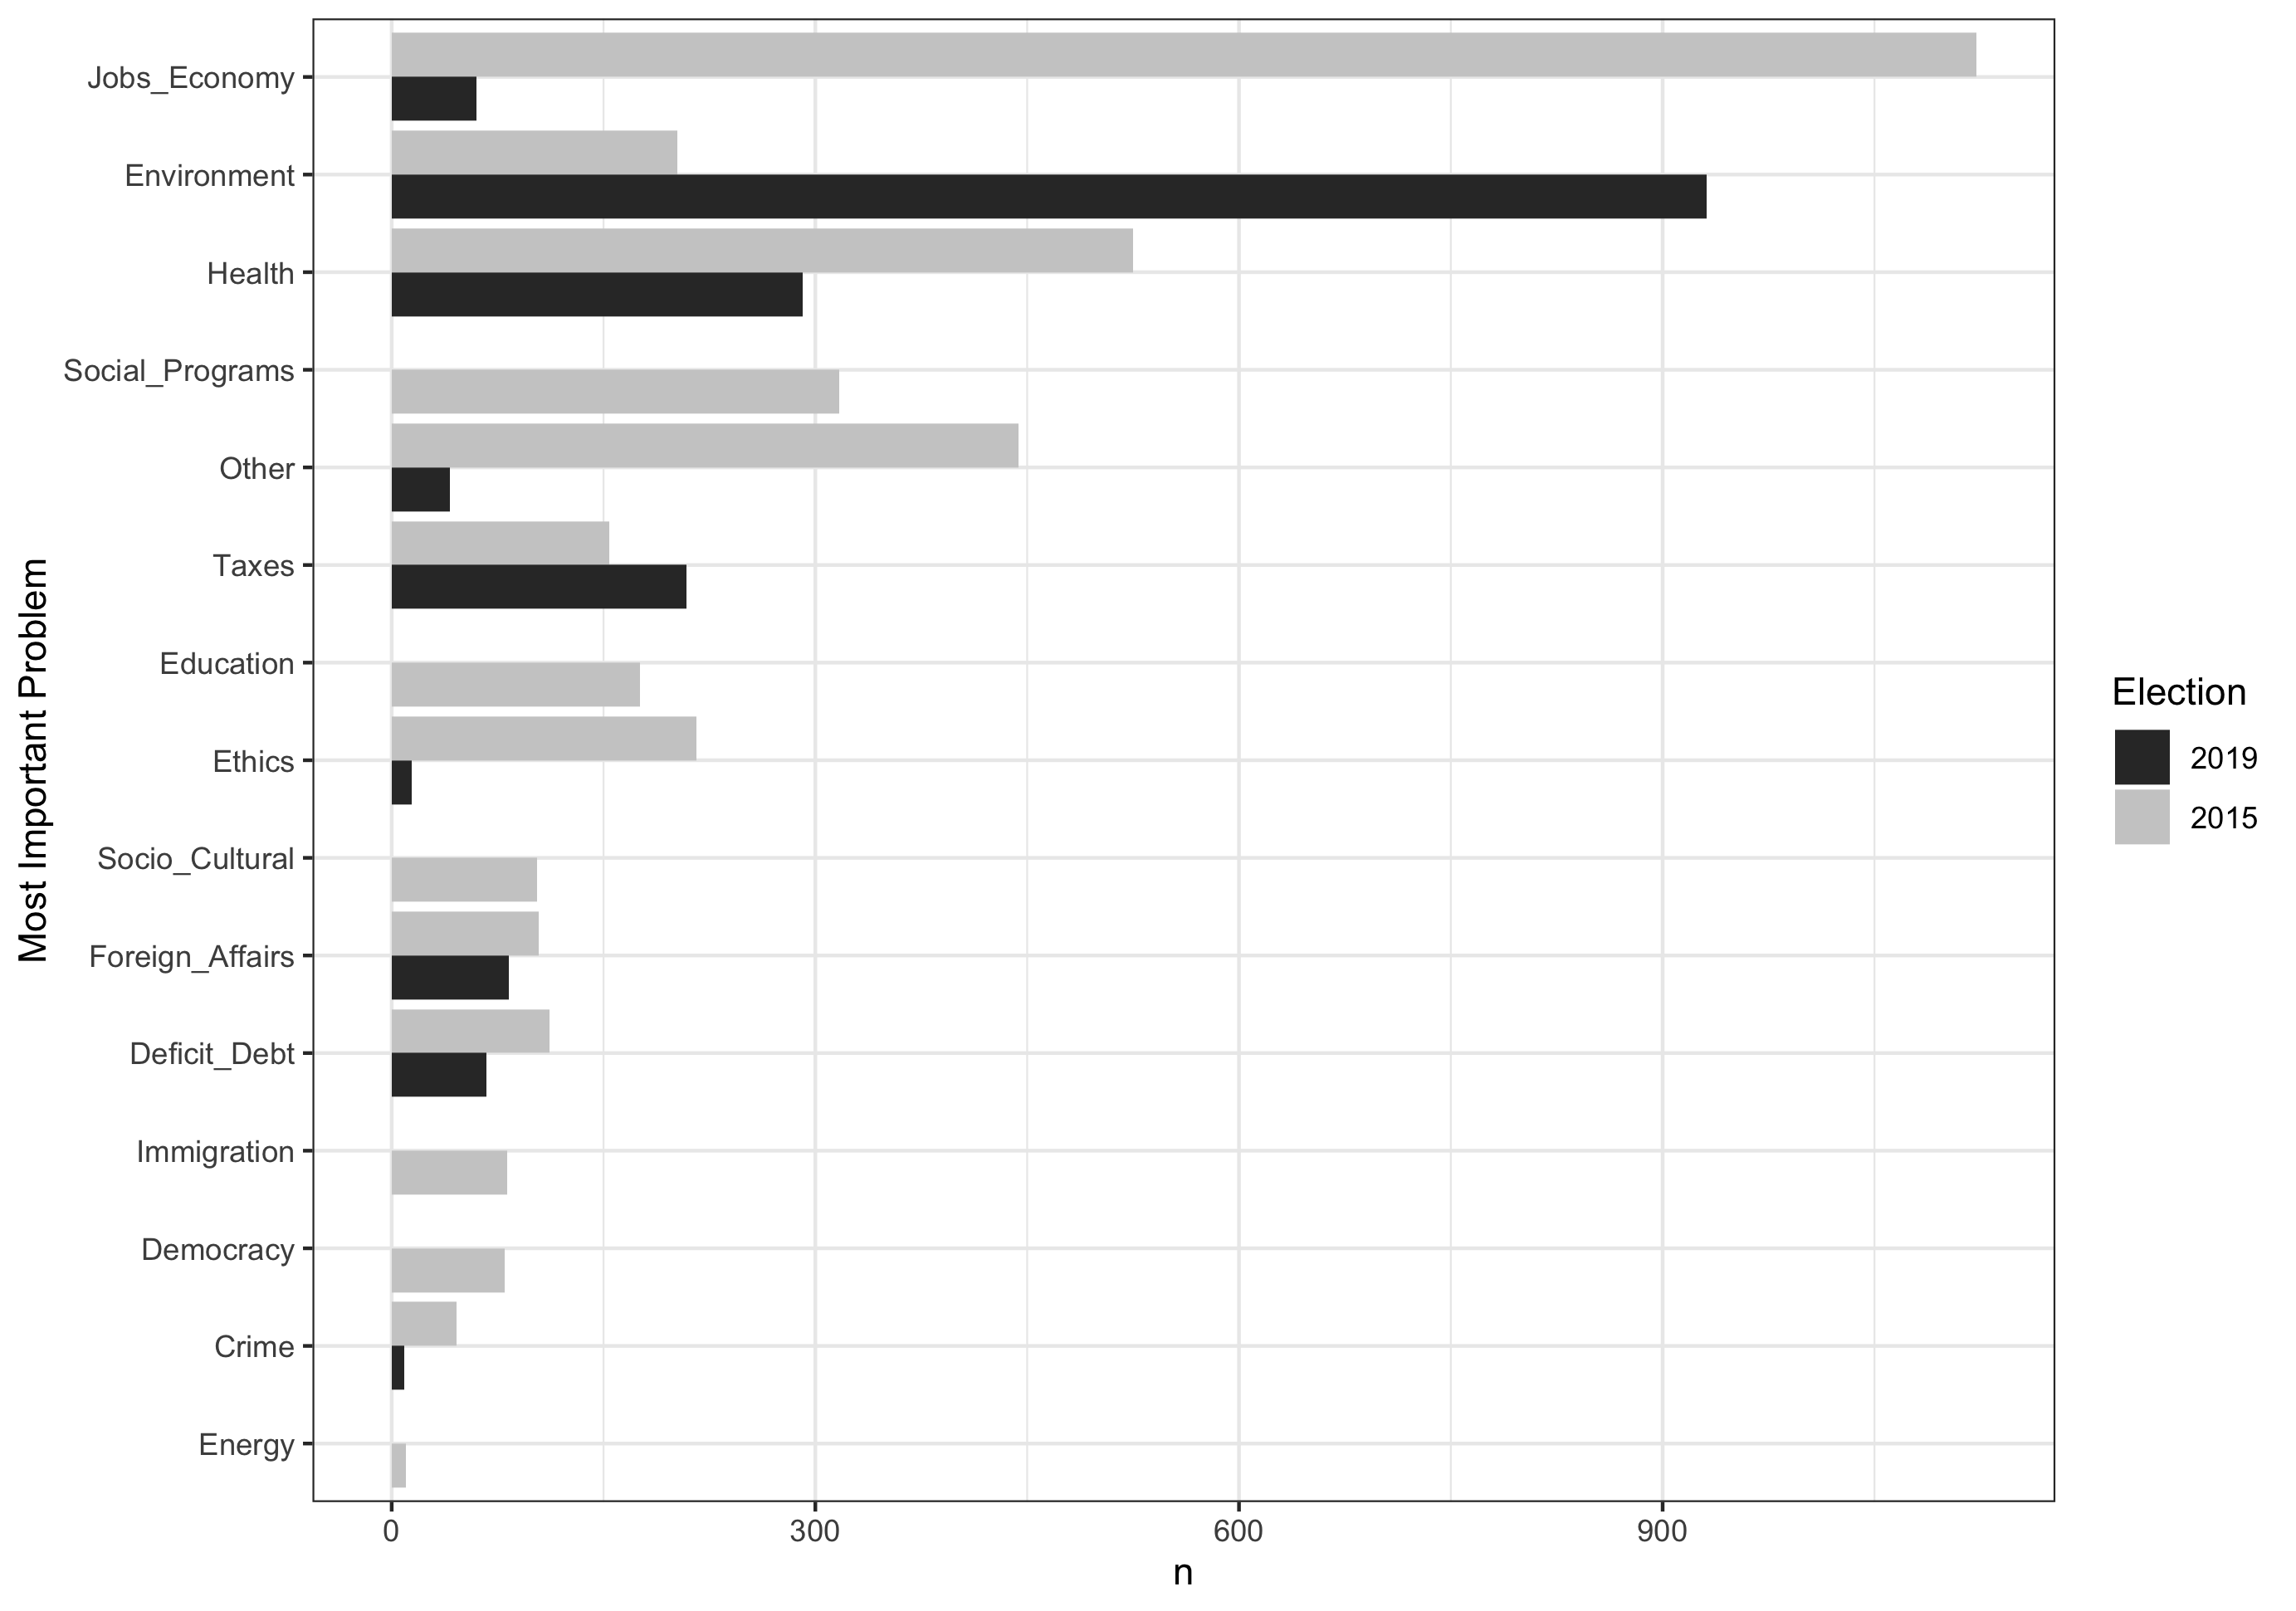 Jobs_Economy
Environment
Health
Social_Programs
Other
Taxes
Education
Ethics
Socio_Cultural
Foreign_Affairs
Deficit_Debt
Immigration
Democracy
Crime
Energy
Most Important Problem
0 300 600 900
n
Election
2019
2015